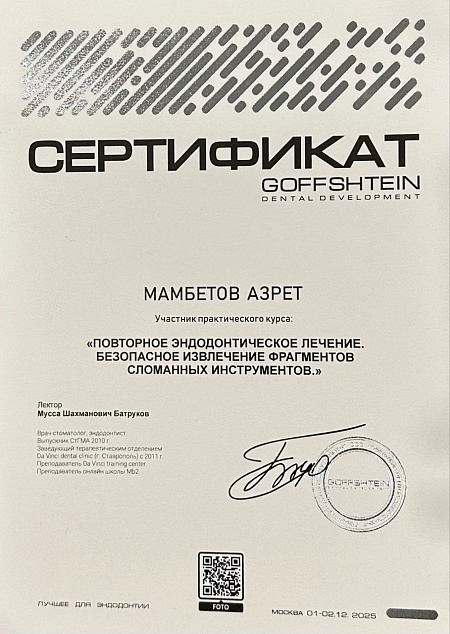 СЕРТИФИКАТ
GOFFSHTEIN
DENTAL DEVELOPMENT
МАМБЕТОВ АЗРЕТ
Участник практического курса:
«ПОВТОРНОЕ ЭНДОДОНТИЧЕСКОЕ ЛЕЧЕНИЕ.
БЕЗОПАСНОЕ ИЗВЛЕЧЕНИЕ ФРАГМЕНТОВ
СЛОМАННЫХ ИНСТРУМЕНТОВ.»
Лектор
Мусса Шахманович Батруков
Врач стоматолог, эндодонтист.
Выпускник СтГМА 2010 г.
Заведующий терапевтическим отделением
Da Vinci dental clinic (г. Ставрополь) с 2011 г.
Преподаватель Da Vinci training center
Преподаватель онлайн школы Mb2.
GOFFSHTEIN
FOTO
ЛУЧШЕЕ ДЛЯ ЭНДОДОНТИИ
МОСКВА 01-02.12. 2025